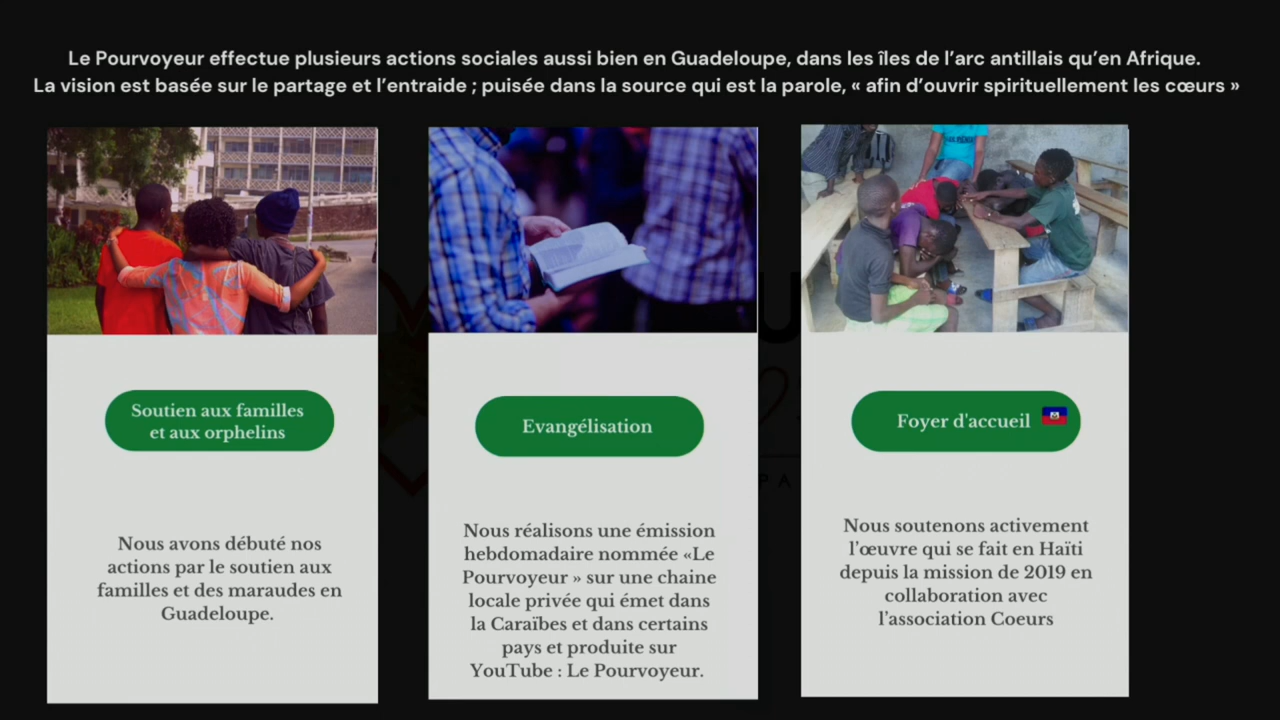 Le Pourvoyeur effectue plusieurs actions sociales aussi bien en Guadeloupe, dans les îles de l’arc antillais qu’en Afrique.
La vision est basée sur le partage et l’entraide ; puisée dans la source qui est la parole, « afin d’ouvrir spirituellement les cœurs »
Soutien aux familles
et aux orphelins
Nous avons débuté nos
actions par le soutien aux
familles et des maraudes en
Guadeloupe.
Evangélisation
Nous réalisons une émission
hebdomadaire nommée «Le
Pourvoyeur » sur une chaine
locale privée qui émet dans
la Caraïbes et dans certains
pays et produite sur
YouTube : Le Pourvoyeur.
Foyer d'accueil
Nous soutenons activement
l’œuvre qui se fait en Haïti
depuis la mission de 2019 en
collaboration avec
l’association Coeurs